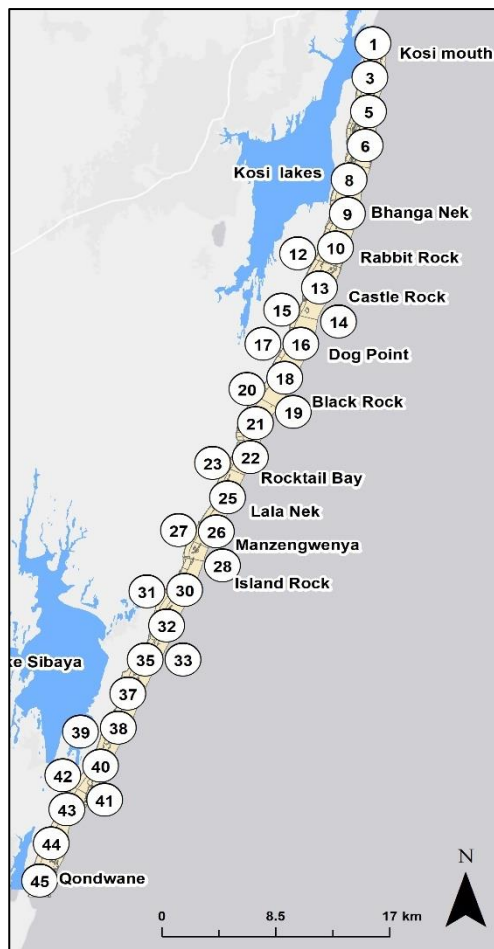 1
Kosi mouth
3
5
6
Kosi lakes
8
9
Bhanga Nek
10
12
Rabbit Rock
13
Castle Rock
15
14
17
16
Dog Point
18
20
Black Rock
19
21
23
22
Rocktail Bay
25
Lala Nek
27
26
Manzengwenya
28
Island Rock
31
30
32
ke Sibaya
35
33
37
39
38
40
42
41
43
44
45
Qondwane
N
0 8.5 17 km